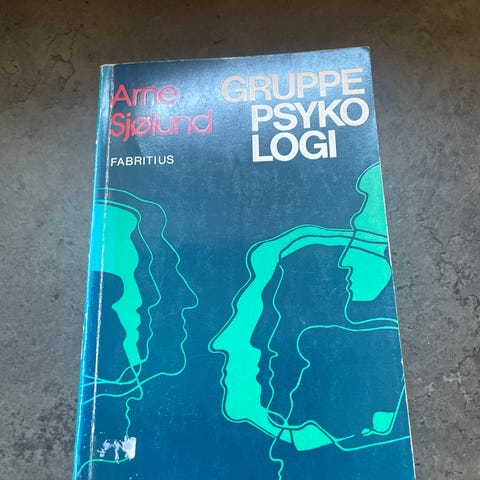 Arne
Sjølund
GRUPPE
PSYKO
LOGI
FABRITIUS